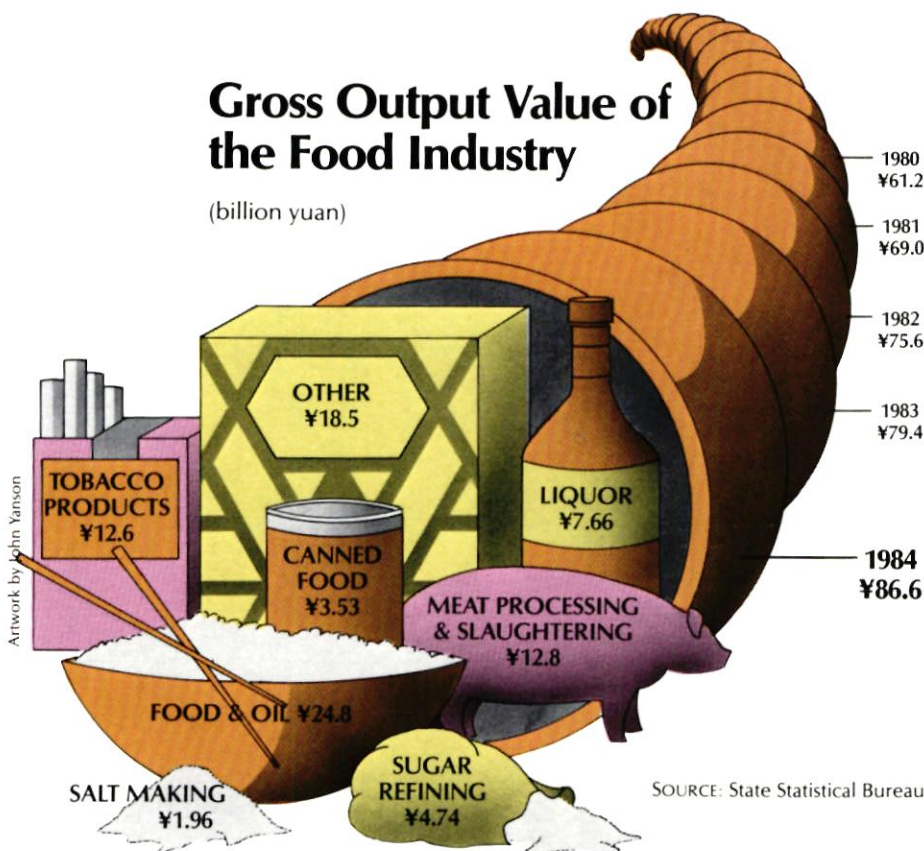 Gross Output Value of
the Food Industry
(billion yuan)
1980
¥61.2
1981
¥69.0
1982
¥75.6
1983
¥79.4
1984
¥86.6
OTHER
¥18.5
TOBACCO
PRODUCTS
¥12.6
LIQUOR
¥7.66
CANNED
FOOD
¥3.53
MEAT PROCESSING
& SLAUGHTERING
¥12.8
FOOD & OIL ¥24.8
SALT MAKING
¥1.96
SUGAR
REFINING
¥4.74
SOURCE: State Statistical Bureau
Artwork by John Yanson